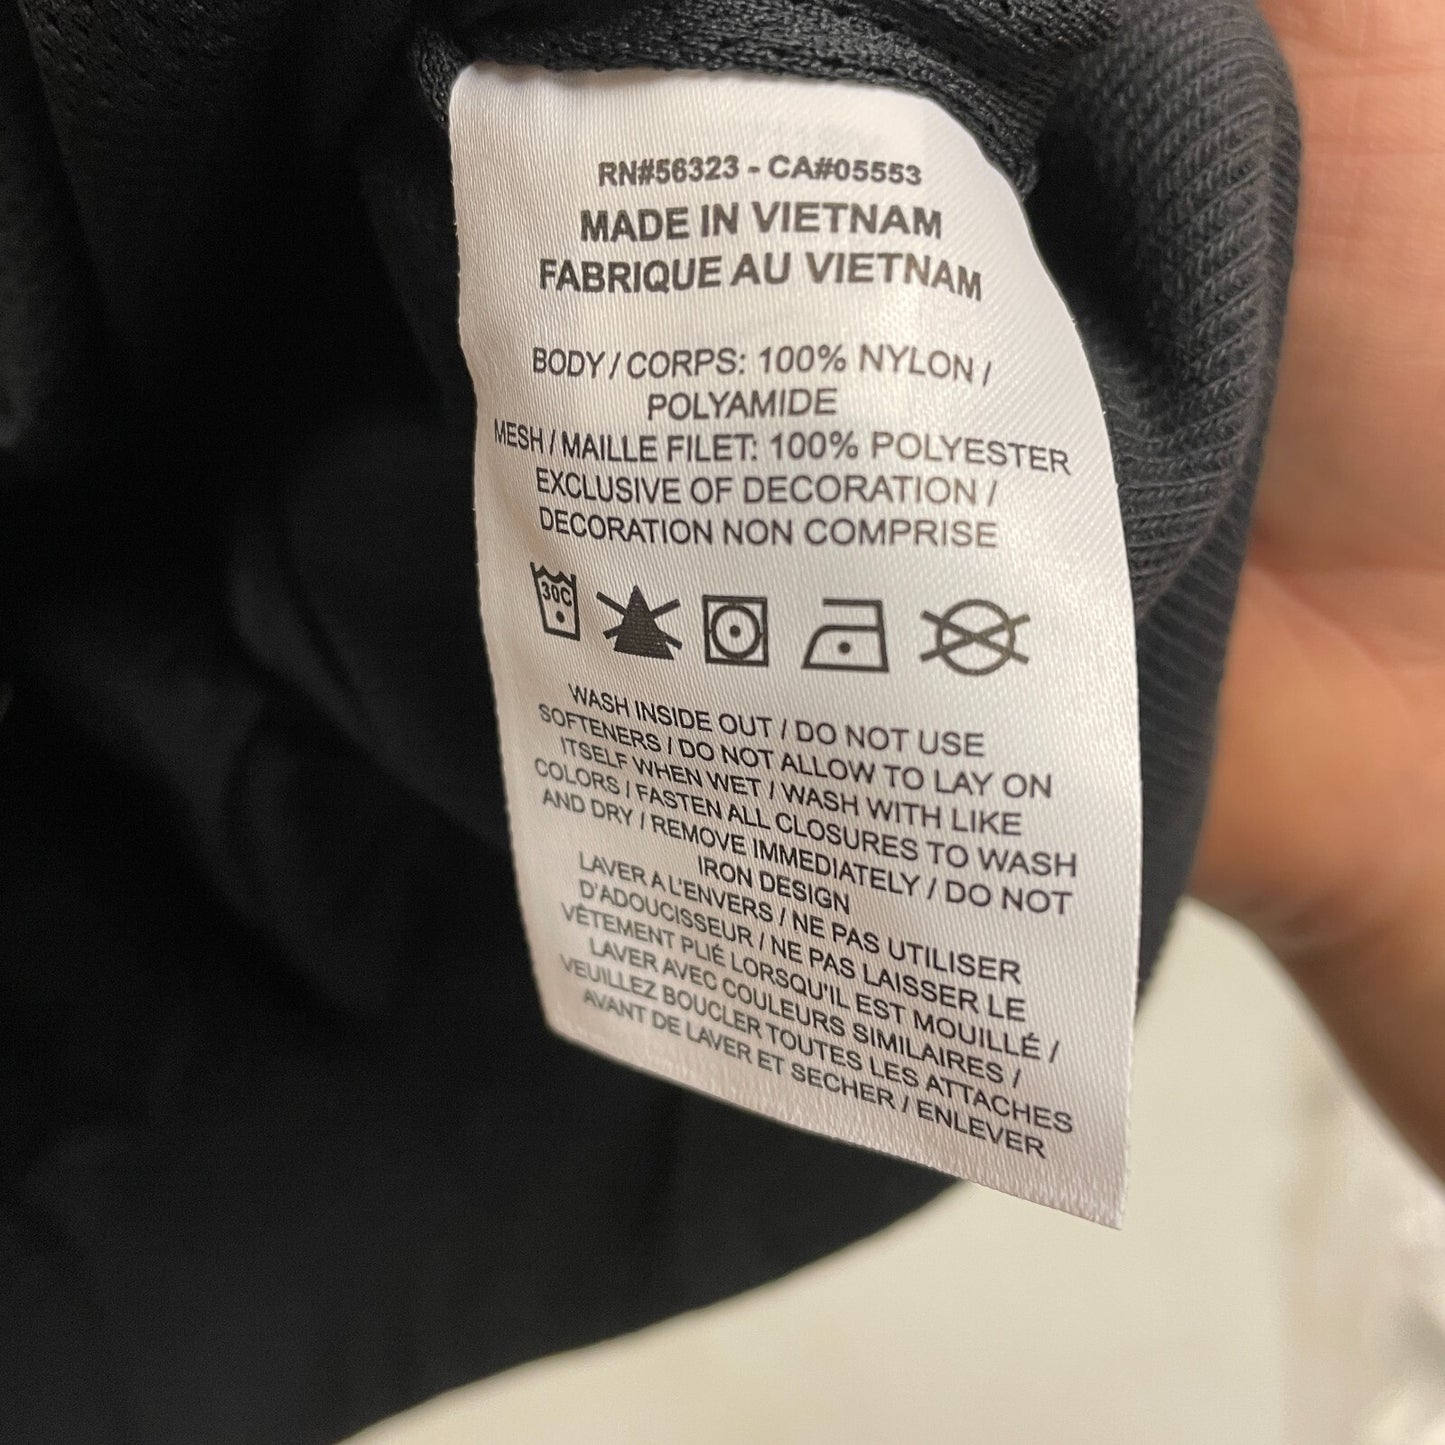 RN#56323 - CA#05553
MADE IN VIETNAM
FABRIQUE AU VIETNAM
BODY / CORPS: 100% NYLON /
POLYAMIDE
MESH / MAILLE FILET: 100% POLYESTER
EXCLUSIVE OF DECORATION /
DECORATION NON COMPRISE
30C
WASH INSIDE OUT / DO NOT USE
SOFTENERS / DO NOT ALLOW TO LAY ON
ITSELF WHEN WET / WASH WITH LIKE
COLORS / FASTEN ALL CLOSURES TO WASH
AND DRY / REMOVE IMMEDIATELY / DO NOT
IRON DESIGN
LAVER A L'ENVERS / NE PAS UTILISER
D'ADOUCISSEUR / NE PAS LAISSER LE
VÊTEMENT PLIÉ LORSQU'IL EST MOUILLÉ /
LAVER AVEC COULEURS SIMILAIRES /
VEUILLEZ BOUCLER TOUTES LES ATTACHES
AVANT DE LAVER ET SECHER / ENLEVER